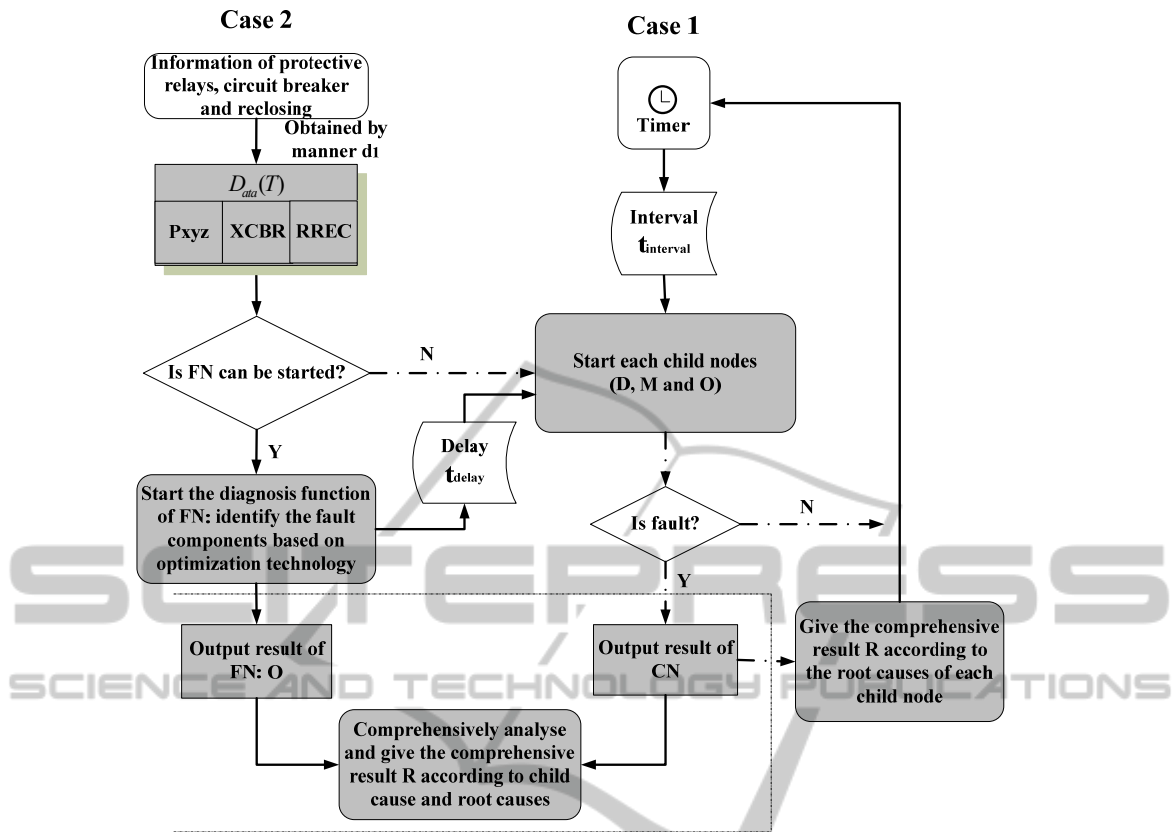 Case 2
Case 1
Information of protective
relays, circuit breaker
and reclosing
Obtained by
manner d1
Data(T)
Pxyz
XCBR
RREC
Timer
Interval
tinterval
Is FN can be started?
N
Start each child nodes
(D, M and O)
Y
Delay
tdelay
Start the diagnosis function
of FN: identify the fault
components based on
optimization technology
Is fault?
N
Y
Output result of
FN: O
Output result of
CN
Give the comprehensive
result R according to
the root causes of each
child node
Comprehensively analyse
and give the comprehensive
result R according to child
cause and root causes
SCITEPRESS
SCIENCE AND TECHNOLOGY PUBLICATIONS